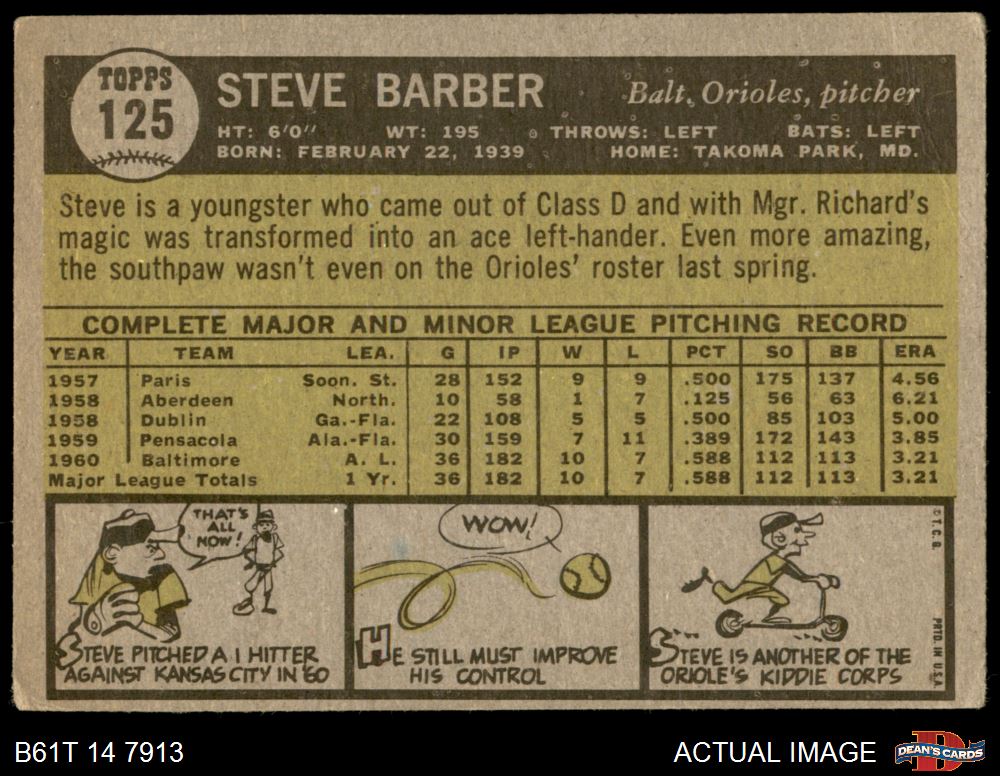 TOPPS
125
STEVE BARBER
Balt. Orioles, pitcher
HT: 6'0" WT: 195 THROWS: LEFT BATS: LEFT
BORN: FEBRUARY 22, 1939 HOME: TAKOMA PARK, MD.
Steve is a youngster who came out of Class D and with Mgr. Richard's
magic was transformed into an ace left-hander. Even more amazing,
the southpaw wasn't even on the Orioles' roster last spring.
COMPLETE MAJOR AND MINOR LEAGUE PITCHING RECORD
YEAR TEAM LEA. G IP W L PCT SO BB ERA
1957 Paris Soon. St. 28 152 9 9 .500 175 137 4.56
1958 Aberdeen North. 10 58 1 7 .125 56 63 6.21
1958 Dublin Ga.-Fla. 22 108 5 5 .500 85 103 5.00
1959 Pensacola Ala.-Fla. 30 159 7 11 .389 172 143 3.85
1960 Baltimore A. L. 36 182 10 7 .588 112 113 3.21
Major League Totals 1 Yr. 36 182 10 7 .588 112 113 3.21
THAT'S
ALL
NOW!
STEVE PITCHED A 1 HITTER
AGAINST KANSAS CITY IN '60
WOW!
HE STILL MUST IMPROVE
HIS CONTROL
STEVE IS ANOTHER OF THE
ORIOLE'S KIDDIE CORPS
© T. C. G.
PRTD. IN U.S.A.
B61T 14 7913
ACTUAL IMAGE
DEAN'S CARDS